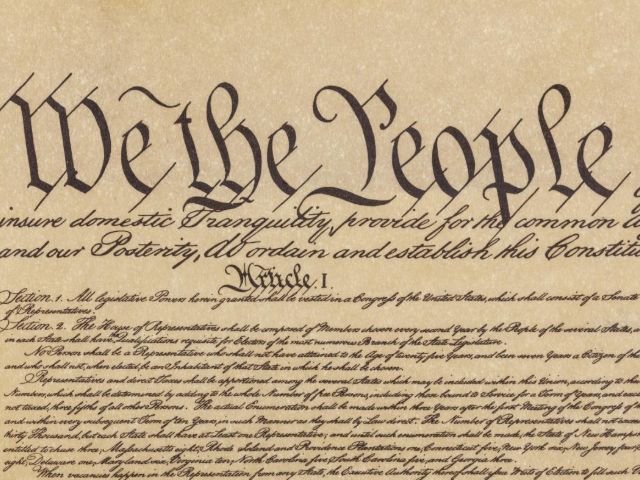 We the People
insure domestic Tranquility, provide for the common
and our Posterity, do ordain and establish this Constitu
Article I.
Section. 1. All legislative Powers herein granted shall be vested in a Congress of the United States, which shall consist of a Senate
of Representatives.
Section. 2. The House of Representatives shall be composed of Members chosen every second Year by the People of the several States,
in each State shall have Qualifications requisite for Electors of the most numerous Branch of the State Legislature.
No Person shall be a Representative who shall not have attained to the Age of twenty five Years, and been seven Years a Citizen of the
and who shall not, when elected, be an Inhabitant of that State in which he shall be chosen.
Representatives and direct Taxes shall be apportioned among the several States which may be included within this Union, according to the
Numbers, which shall be determined by adding to the whole Number of free Persons, including those bound to Service for a Term of Years, and
not taxed, three fifths of all other Persons. The actual Enumeration shall be made within three Years after the first Meeting of the Congress of
and within every subsequent Term of ten Years, in such Manner as they shall by Law direct. The Number of Representatives shall not
thirty Thousand, but each State shall have at Least one Representative; and until such enumeration shall be made, the State of New Hamp
entitled to chuse three, Massachusetts eight, Rhode Island and Providence Plantations one, Connecticut five, New York six, New Jersey
eight, Delaware one, Maryland six, Virginia ten, North Carolina five, South Carolina five, and Georgia three.
When vacancies happen in the Representation from any State, the Executive Authority thereof shall issue Writs of Election to fill such